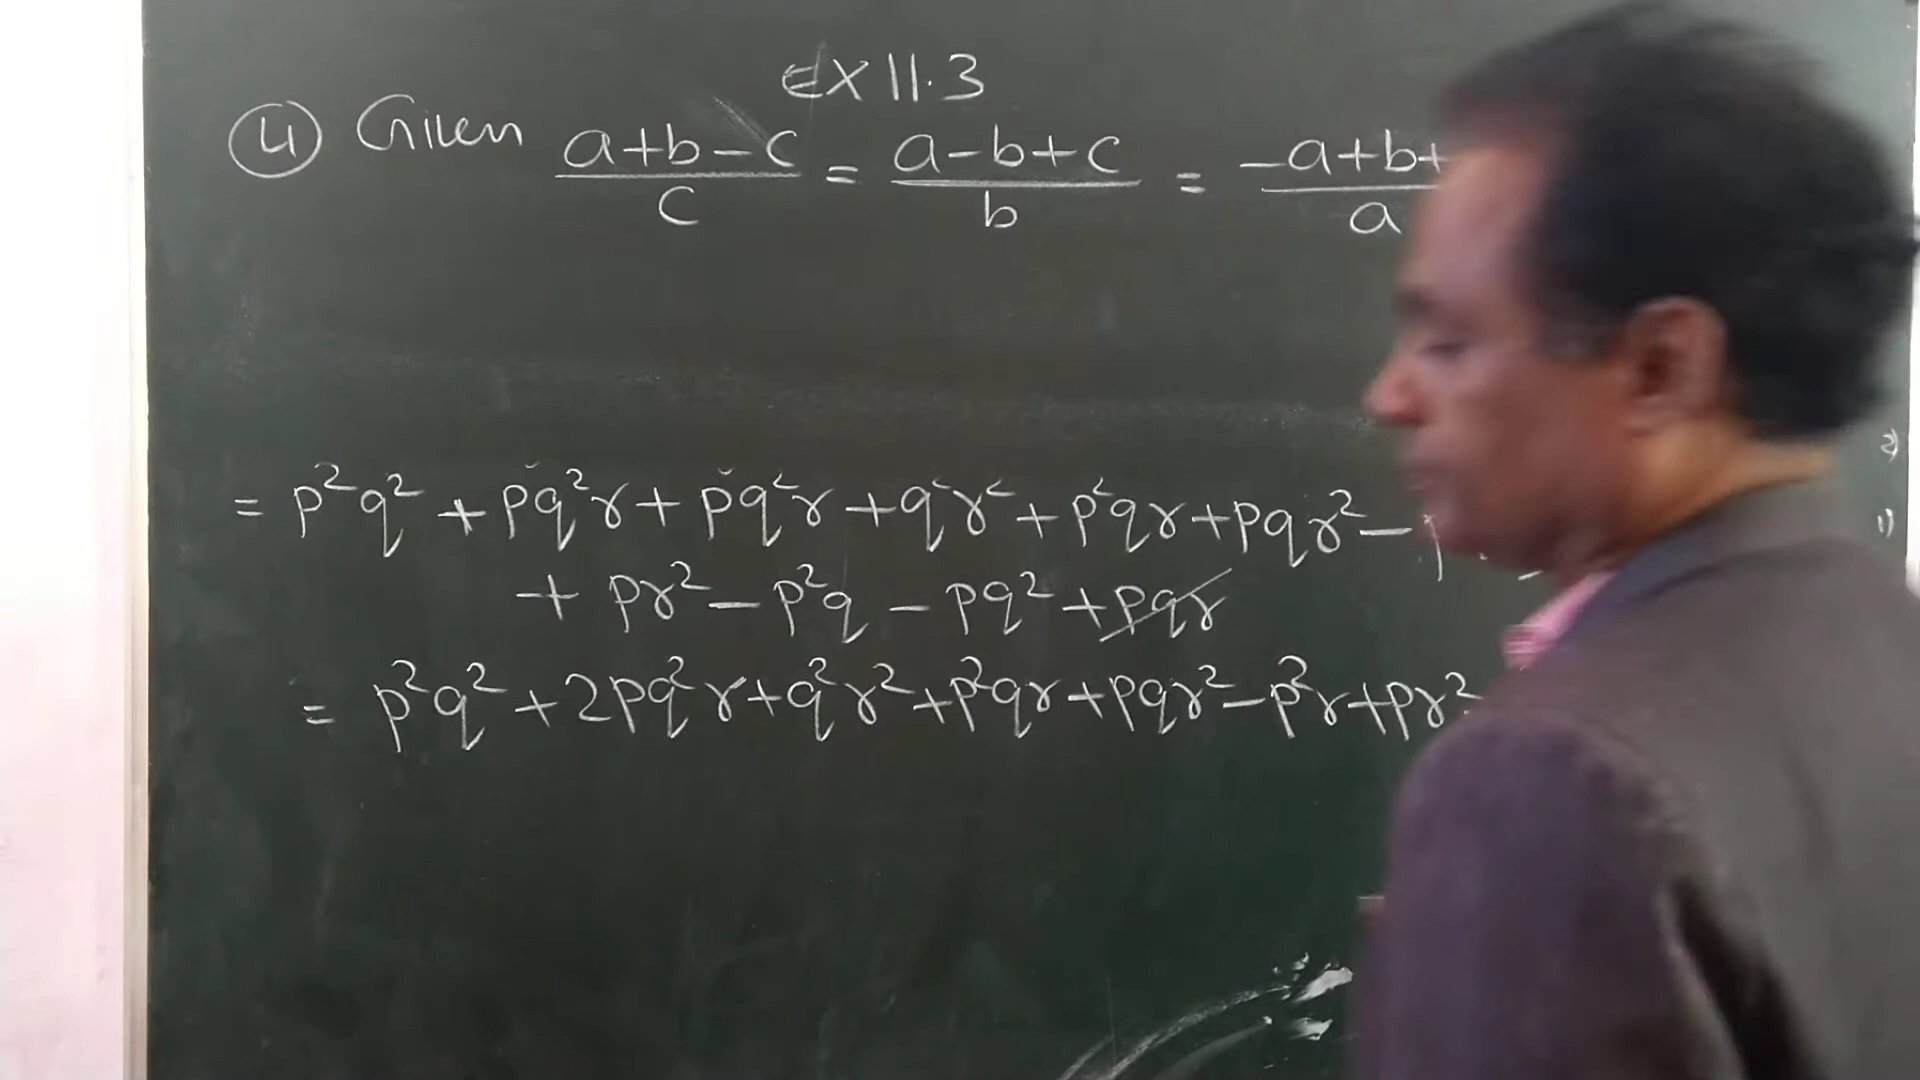 EX 11.3
④ Given (a+b-c)/c = (a-b+c)/b = (-a+b+)/a
= p²q² + pq²r + pq²r + q²r² + p²qr + pqr² -
+ pr² - p²q - pq² + pqr
= p²q² + 2pq²r + q²r² + p²qr + pqr² - p²r + pr²